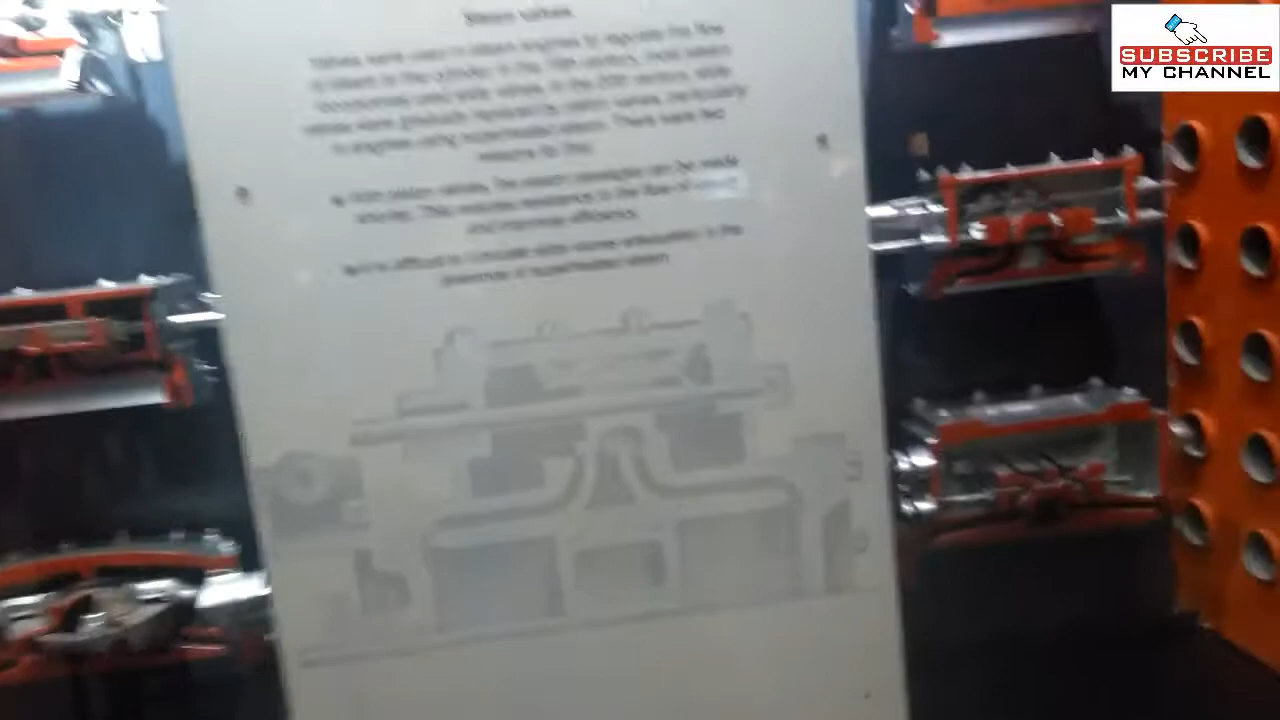 SUBSCRIBE
MY CHANNEL
Steam valves
Valves were used in steam engines to regulate the flow
of steam to the cylinder. In the 19th century, most steam
locomotives used slide valves. In the 20th century, slide
valves were gradually replaced by piston valves, particularly
in engines using superheated steam. There were two
reasons for this:
With piston valves, the steam passages can be made
shorter. This reduces resistance to the flow of steam
and improves efficiency.
It is difficult to lubricate slide valves adequately in the
presence of superheated steam.